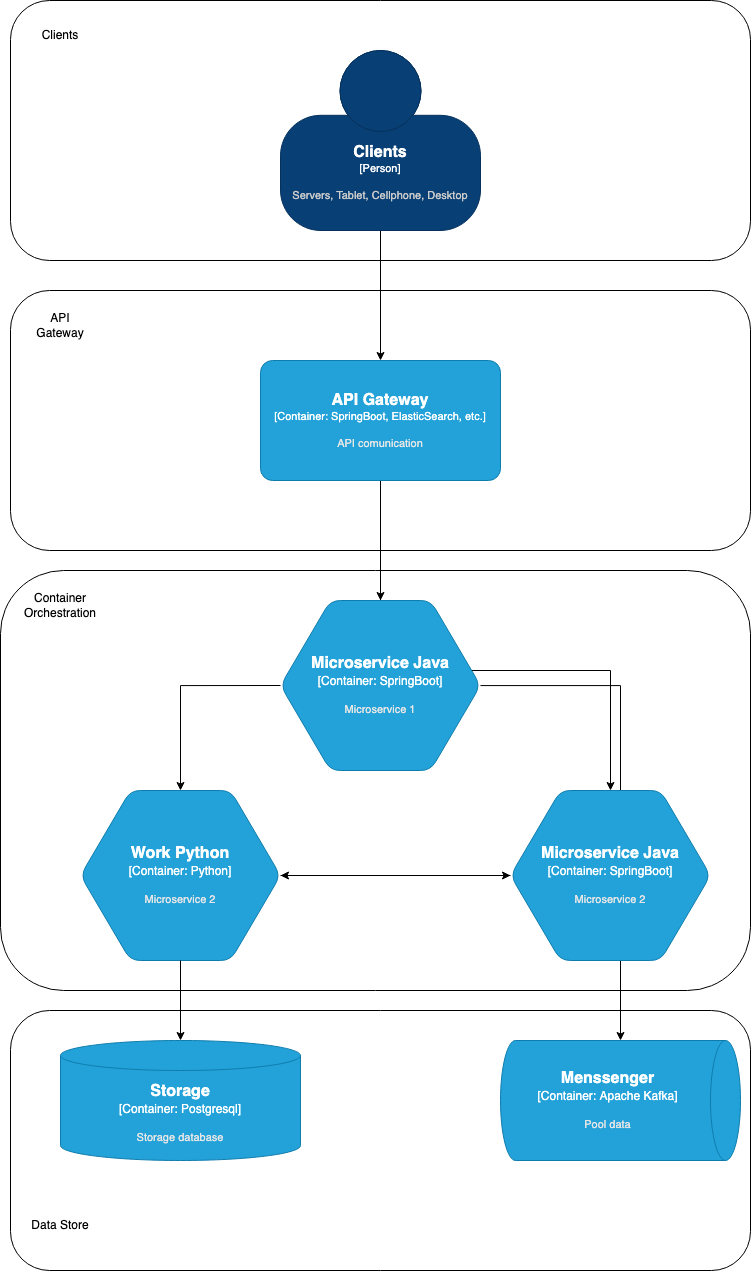 Clients
Clients
[Person]
Servers, Tablet, Cellphone, Desktop
API
Gateway
API Gateway
[Container: SpringBoot, ElasticSearch, etc.]
API comunication
Container
Orchestration
Microservice Java
[Container: SpringBoot]
Microservice 1
Work Python
[Container: Python]
Microservice 2
Microservice Java
[Container: SpringBoot]
Microservice 2
Storage
[Container: Postgresql]
Storage database
Menssenger
[Container: Apache Kafka]
Pool data
Data Store